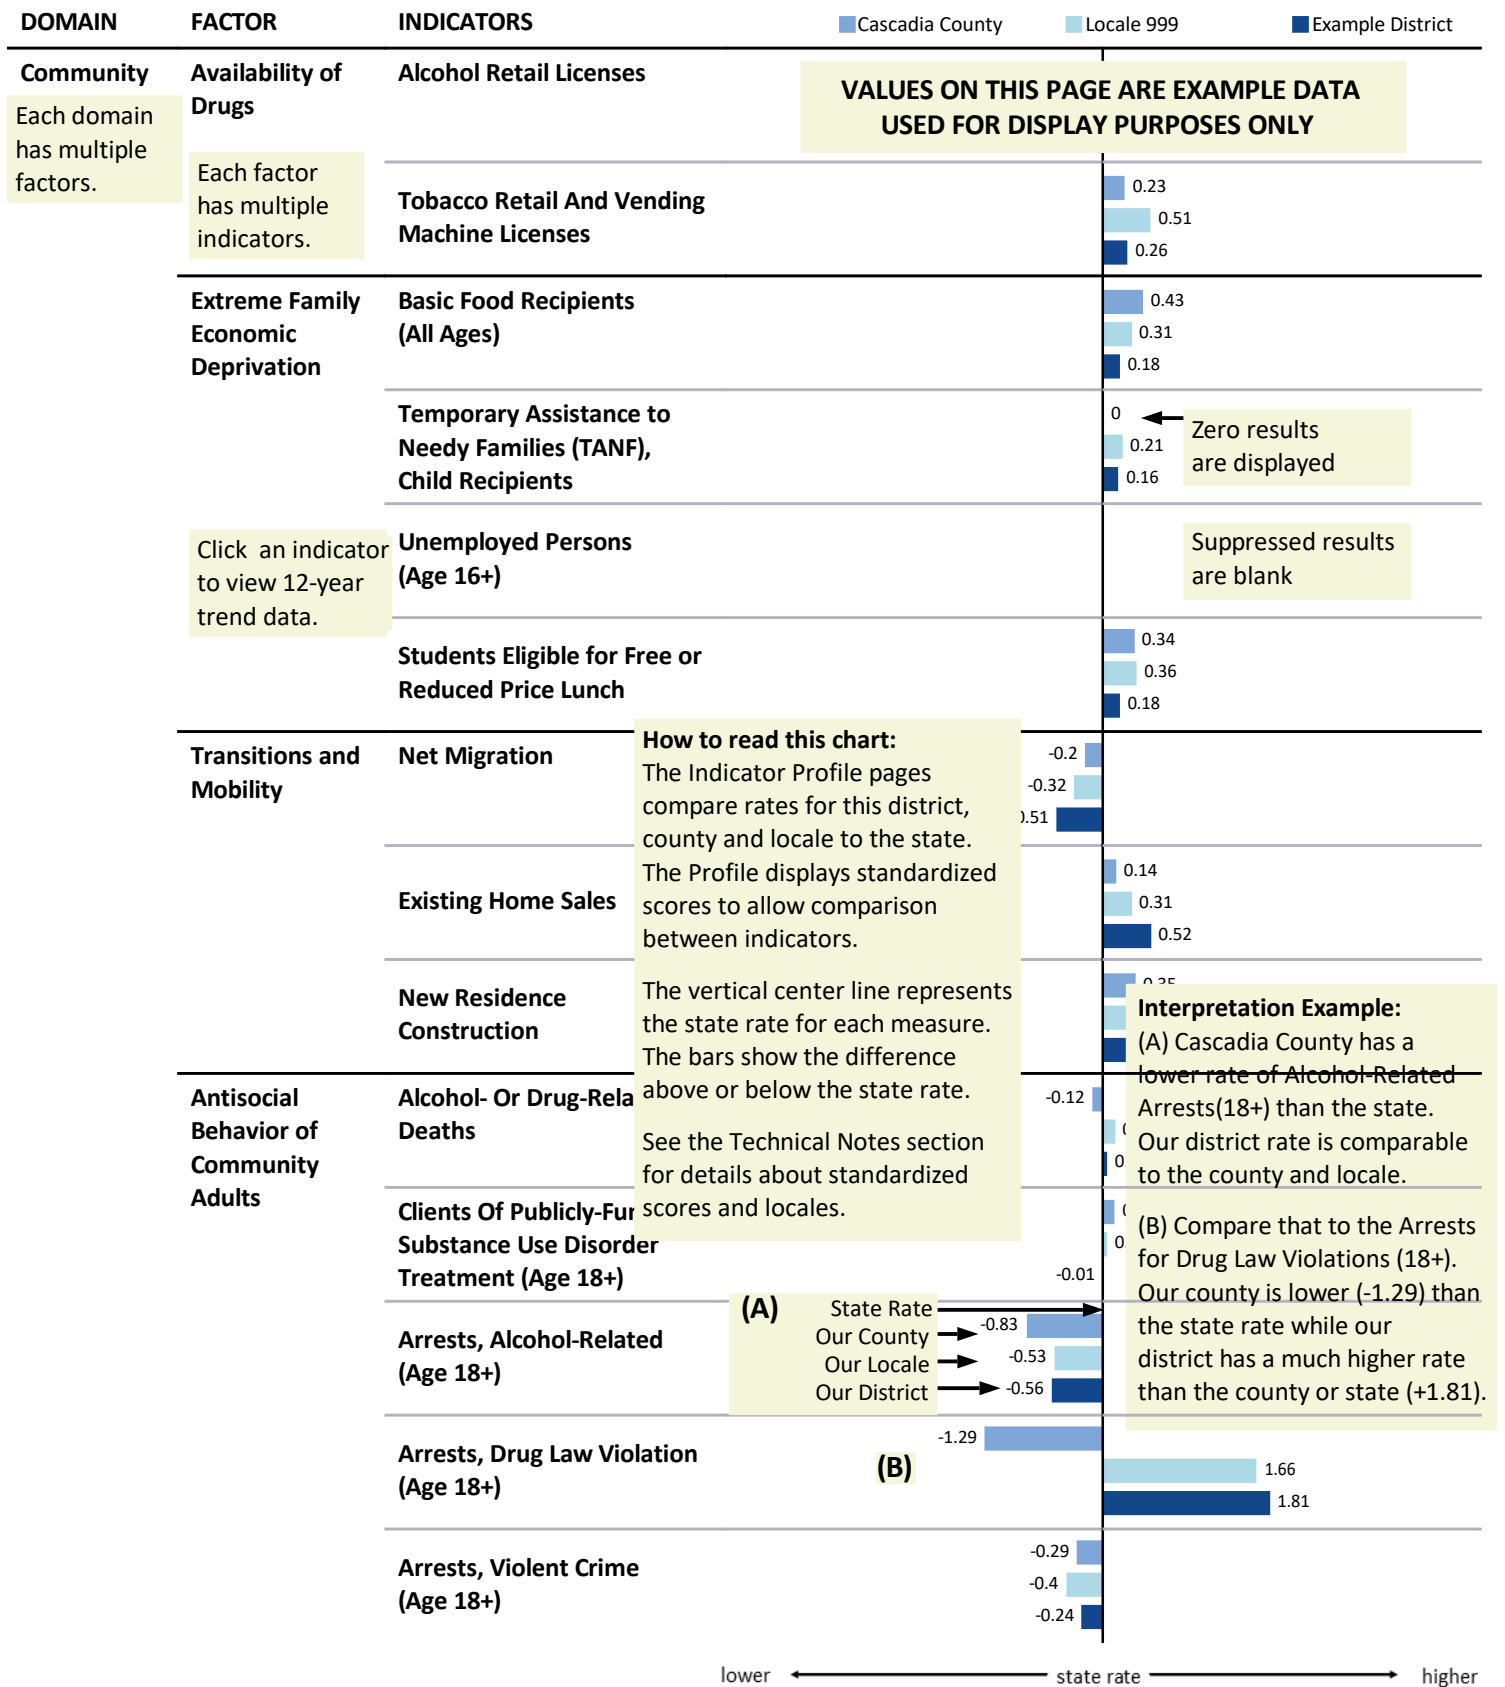 DOMAIN FACTOR INDICATORS Cascadia County Locale 999 Example District
Community
Each domain
has multiple
factors.
Availability of
Drugs
Each factor
has multiple
indicators.
Alcohol Retail Licenses
VALUES ON THIS PAGE ARE EXAMPLE DATA
USED FOR DISPLAY PURPOSES ONLY
Tobacco Retail And Vending
Machine Licenses
0.23
0.51
0.26
Extreme Family
Economic
Deprivation
Basic Food Recipients
(All Ages)
0.43
0.31
0.18
Temporary Assistance to
Needy Families (TANF),
Child Recipients
0
0.21
0.16
Zero results
are displayed
Click an indicator
to view 12-year
trend data.
Unemployed Persons
(Age 16+)
Suppressed results
are blank
Students Eligible for Free or
Reduced Price Lunch
0.34
0.36
0.18
Transitions and
Mobility
Net Migration
-0.2
-0.32
0.51
How to read this chart:
The Indicator Profile pages
compare rates for this district,
county and locale to the state.
The Profile displays standardized
scores to allow comparison
between indicators.
The vertical center line represents
the state rate for each measure.
The bars show the difference
above or below the state rate.
See the Technical Notes section
for details about standardized
scores and locales.
Existing Home Sales
0.14
0.31
0.52
New Residence
Construction
Interpretation Example:
(A) Cascadia County has a
lower rate of Alcohol-Related
Arrests(18+) than the state.
Our district rate is comparable
to the county and locale.
(B) Compare that to the Arrests
for Drug Law Violations (18+).
Our county is lower (-1.29) than
the state rate while our
district has a much higher rate
than the county or state (+1.81).
Antisocial
Behavior of
Community
Adults
Alcohol- Or Drug-Rela
Deaths
-0.12
Clients Of Publicly-Fun
Substance Use Disorder
Treatment (Age 18+)
-0.01
Arrests, Alcohol-Related
(Age 18+)
(A)
State Rate
Our County
Our Locale
Our District
-0.83
-0.53
-0.56
Arrests, Drug Law Violation
(Age 18+)
(B)
-1.29
1.66
1.81
Arrests, Violent Crime
(Age 18+)
-0.29
-0.4
-0.24
lower state rate higher